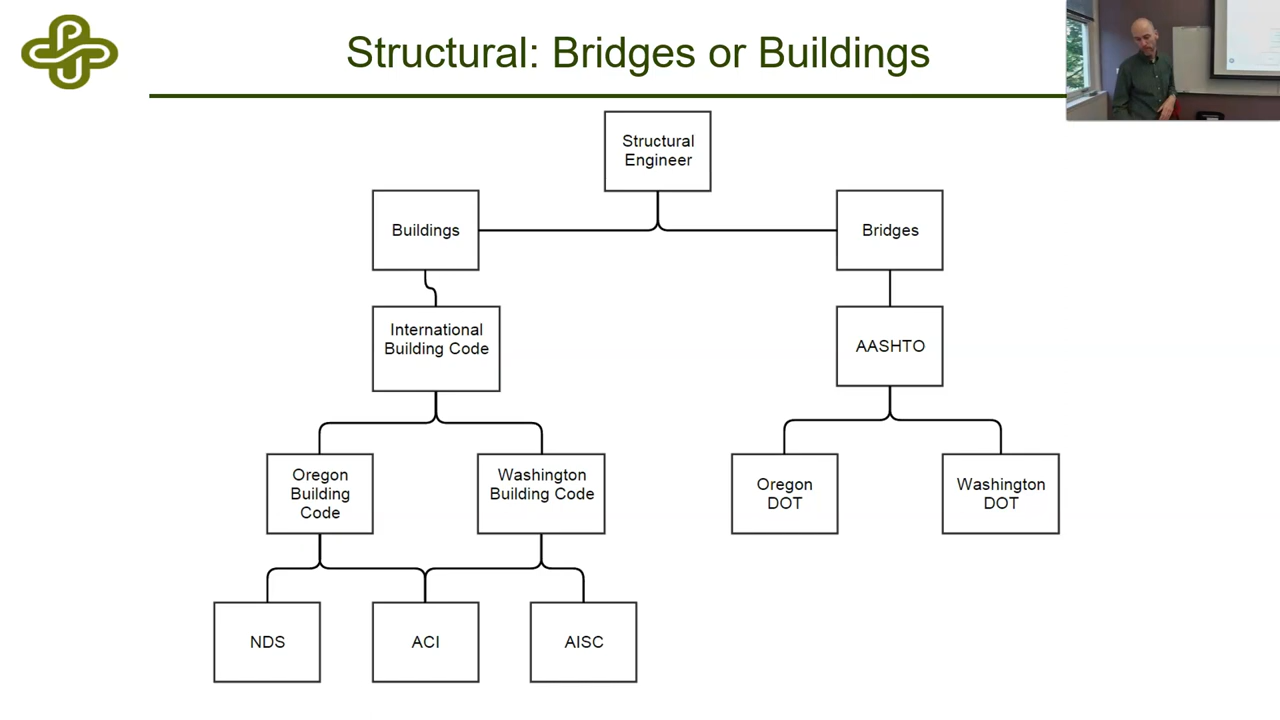 PSU
Structural: Bridges or Buildings
Structural
Engineer
Buildings
Bridges
International
Building Code
AASHTO
Oregon
Building
Code
Washington
Building Code
Oregon
DOT
Washington
DOT
NDS
ACI
AISC